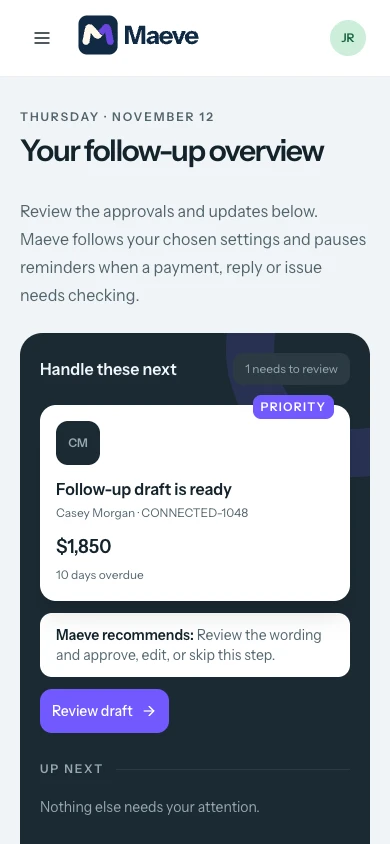 Maeve
JR
THURSDAY · NOVEMBER 12
Your follow-up overview
Review the approvals and updates below.
Maeve follows your chosen settings and pauses
reminders when a payment, reply or issue
needs checking.
Handle these next
1 needs to review
PRIORITY
CM
Follow-up draft is ready
Casey Morgan · CONNECTED-1048
$1,850
10 days overdue
Maeve recommends: Review the wording
and approve, edit, or skip this step.
Review draft →
UP NEXT
Nothing else needs your attention.